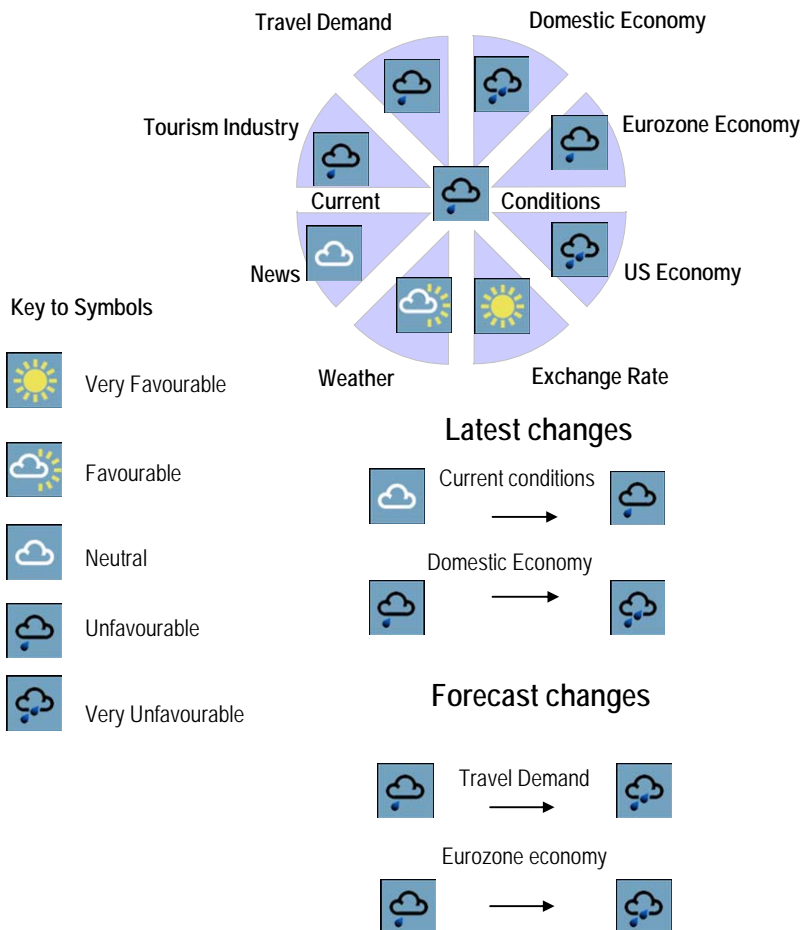 Travel Demand
Domestic Economy
Tourism Industry
Eurozone Economy
Current
Conditions
News
US Economy
Weather
Exchange Rate
Key to Symbols
Very Favourable
Favourable
Neutral
Unfavourable
Very Unfavourable
Latest changes
Current conditions
Domestic Economy
Forecast changes
Travel Demand
Eurozone economy